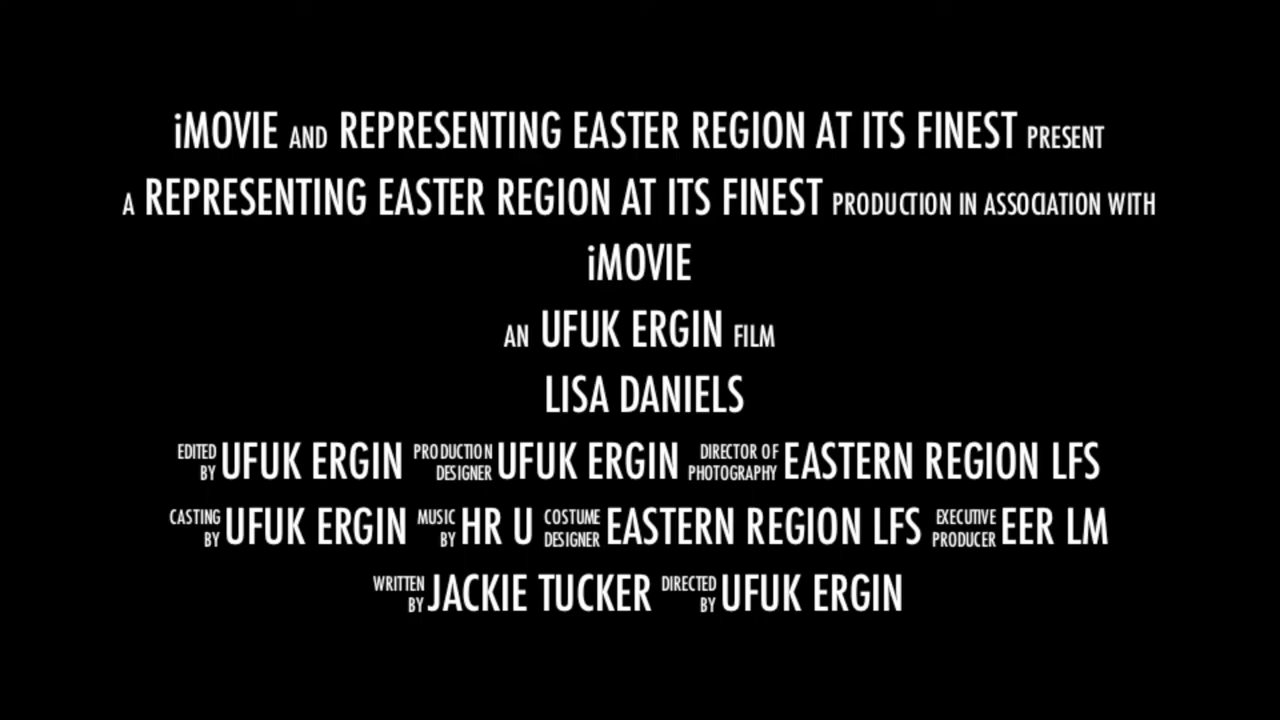 iMOVIE AND REPRESENTING EASTER REGION AT ITS FINEST PRESENT
A REPRESENTING EASTER REGION AT ITS FINEST PRODUCTION IN ASSOCIATION WITH
iMOVIE
AN UFUK ERGIN FILM
LISA DANIELS
EDITED BY UFUK ERGIN PRODUCTION DESIGNER UFUK ERGIN DIRECTOR OF PHOTOGRAPHY EASTERN REGION LFS
CASTING BY UFUK ERGIN MUSIC BY HR U COSTUME DESIGNER EASTERN REGION LFS EXECUTIVE PRODUCER EER LM
WRITTEN BY JACKIE TUCKER DIRECTED BY UFUK ERGIN